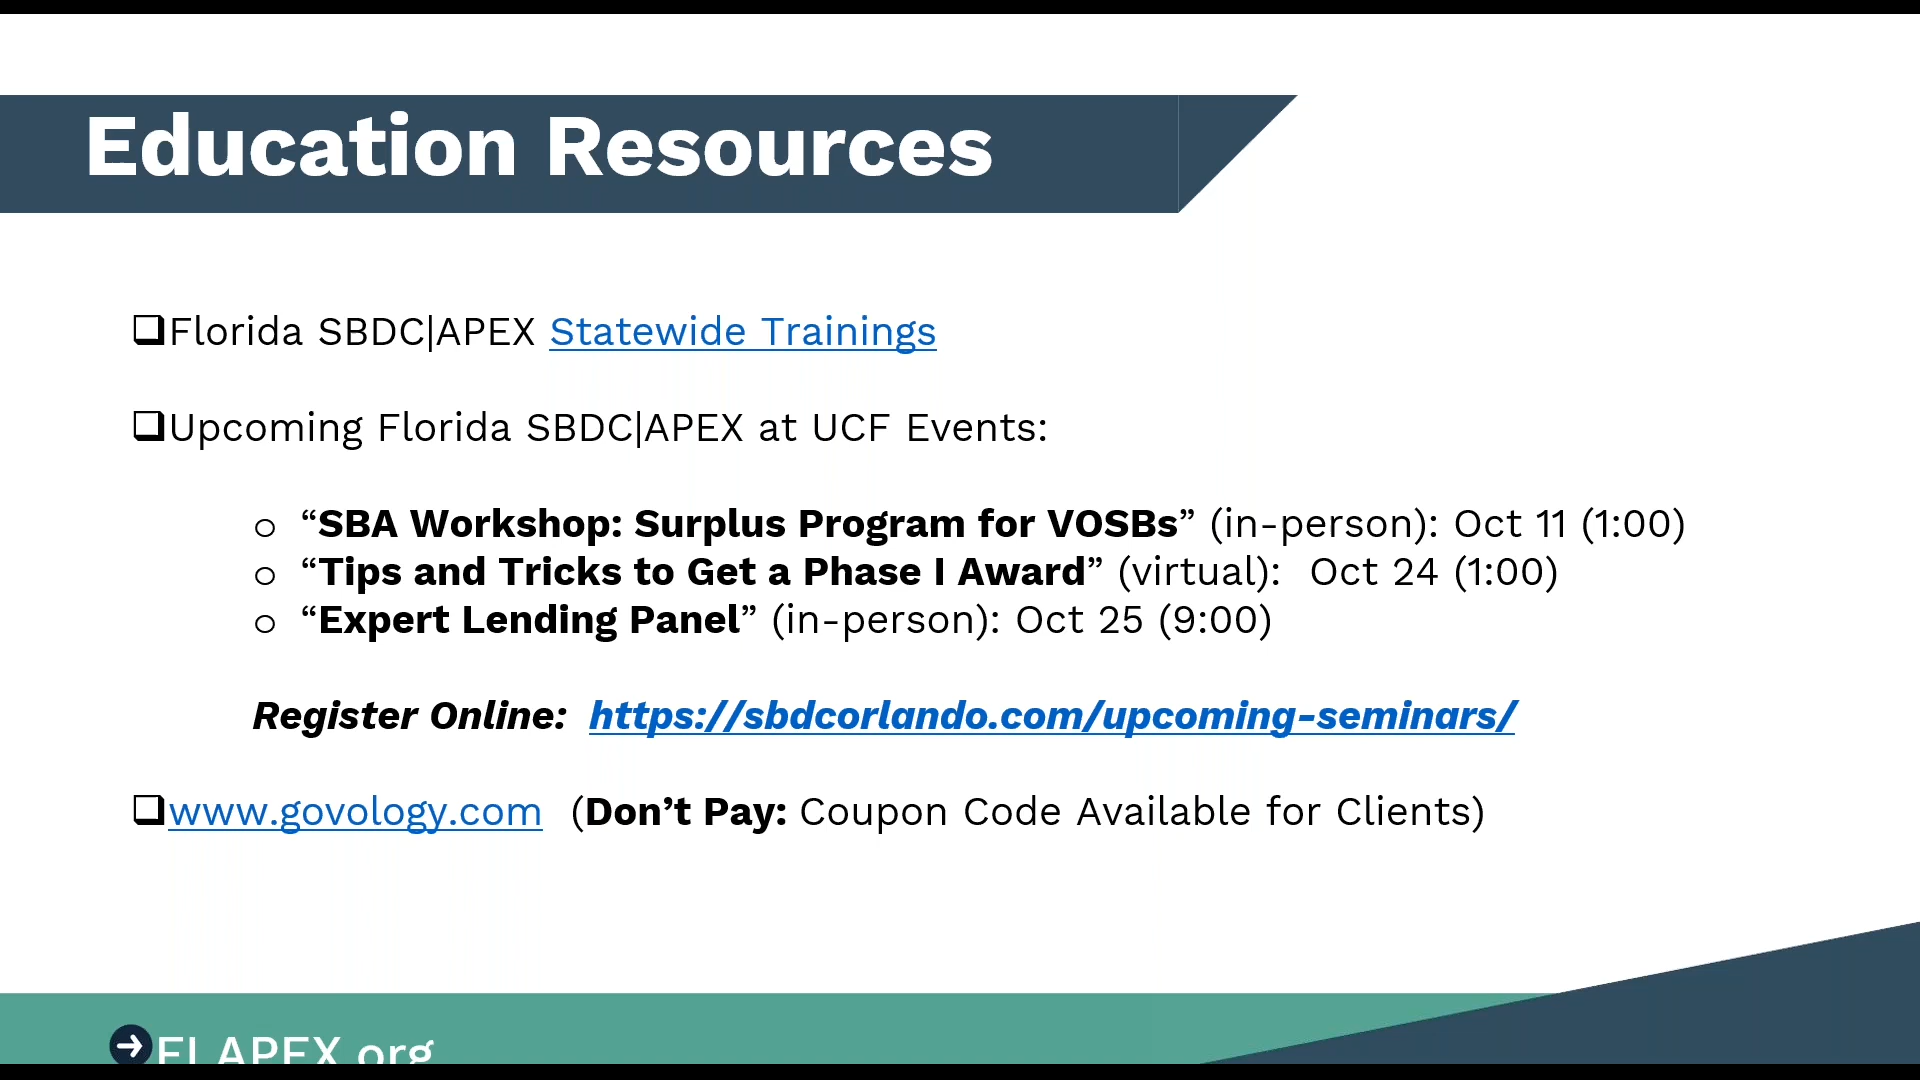 Education Resources
Florida SBDC|APEX Statewide Trainings
Upcoming Florida SBDC|APEX at UCF Events:
“SBA Workshop: Surplus Program for VOSBs” (in-person): Oct 11 (1:00)
“Tips and Tricks to Get a Phase I Award” (virtual): Oct 24 (1:00)
“Expert Lending Panel” (in-person): Oct 25 (9:00)
Register Online: https://sbdcorlando.com/upcoming-seminars/
www.govology.com (Don’t Pay: Coupon Code Available for Clients)
FLAPEX.org